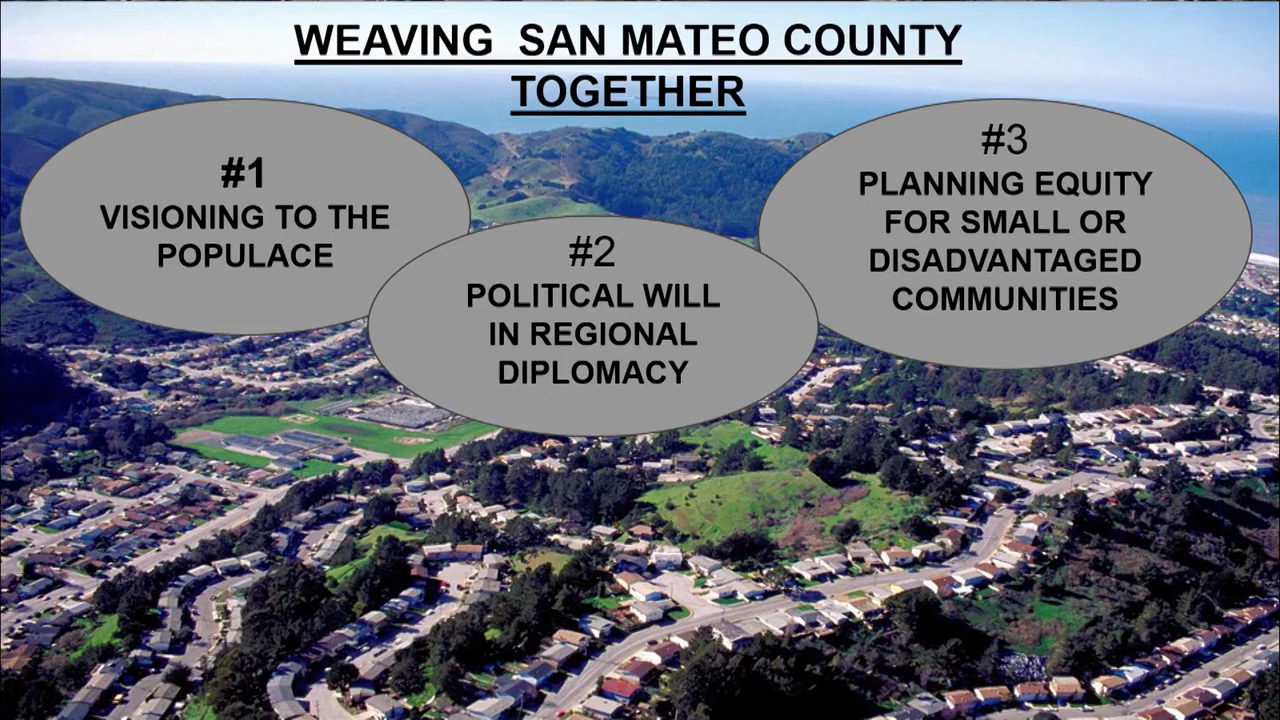 WEAVING SAN MATEO COUNTY
TOGETHER
#1
VISIONING TO THE
POPULACE
#2
POLITICAL WILL
IN REGIONAL
DIPLOMACY
#3
PLANNING EQUITY
FOR SMALL OR
DISADVANTAGED
COMMUNITIES